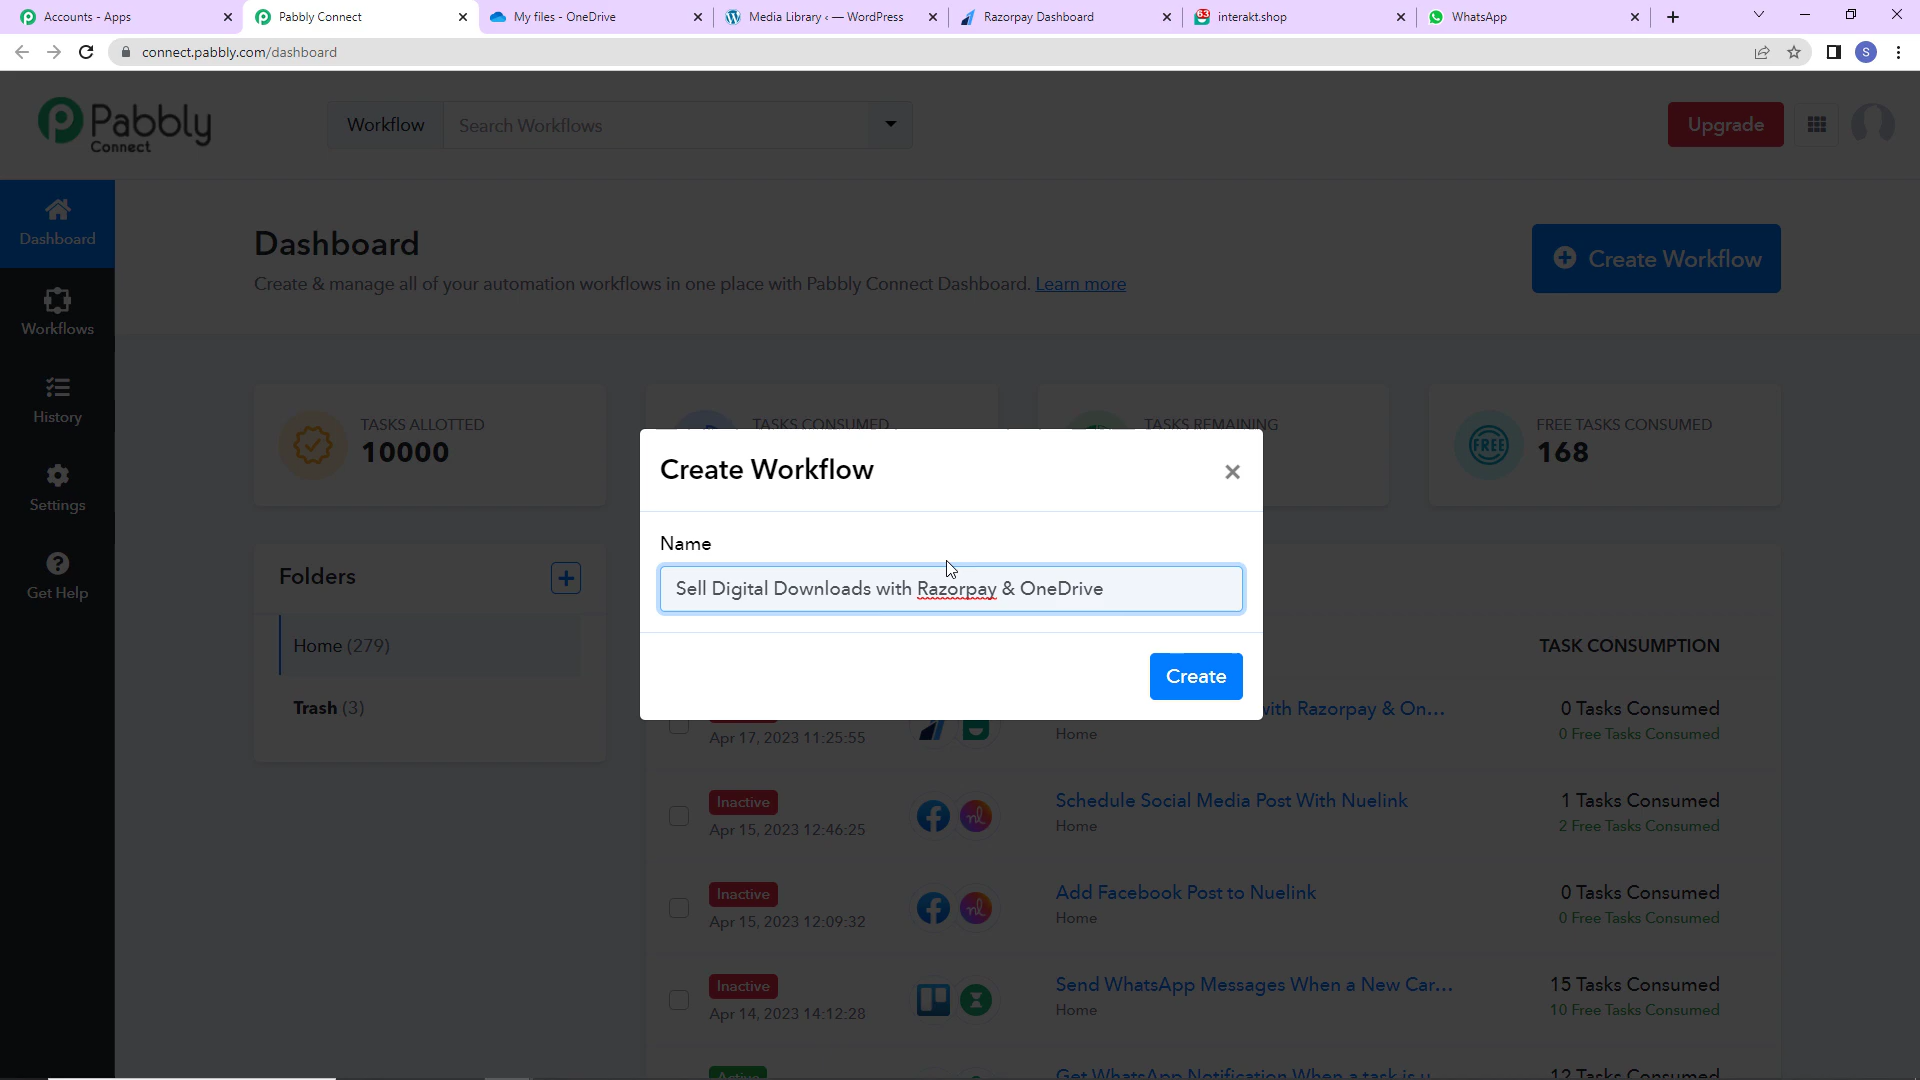 Accounts - Apps
Pabbly Connect
My files - OneDrive
Media Library ‹ — WordPress
Razorpay Dashboard
63
interakt.shop
WhatsApp
connect.pabbly.com/dashboard
S
Pabbly
Connect
Workflow
Search Workflows
Upgrade
Dashboard
Workflows
History
Settings
Get Help
Dashboard
Create & manage all of your automation workflows in one place with Pabbly Connect Dashboard. Learn more
Create Workflow
TASKS ALLOTTED
10000
TASKS CONSUMED
TASKS REMAINING
FREE
FREE TASKS CONSUMED
168
Folders
Home (279)
Trash (3)
Create Workflow
Name
Sell Digital Downloads with Razorpay & OneDrive
Create
TASK CONSUMPTION
with Razorpay & On...
Apr 17, 2023 11:25:55
Home
0 Tasks Consumed
0 Free Tasks Consumed
Inactive
Apr 15, 2023 12:46:25
Schedule Social Media Post With Nuelink
Home
1 Tasks Consumed
2 Free Tasks Consumed
Inactive
Apr 15, 2023 12:09:32
Add Facebook Post to Nuelink
Home
0 Tasks Consumed
0 Free Tasks Consumed
Inactive
Apr 14, 2023 14:12:28
Send WhatsApp Messages When a New Car...
Home
15 Tasks Consumed
10 Free Tasks Consumed
Active
Get WhatsApp Notification When a task is u...
12 Tasks Consumed